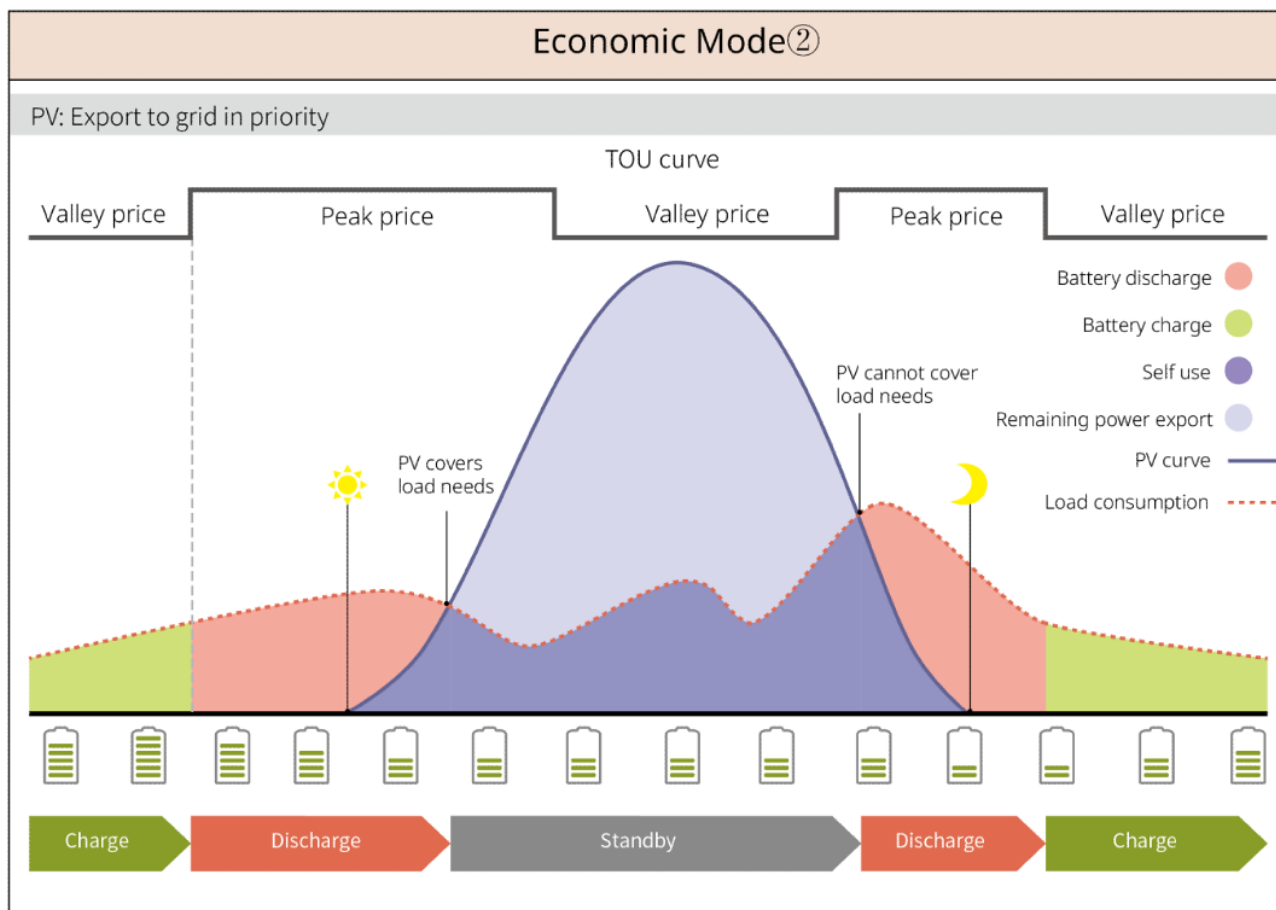 Economic Mode②
PV: Export to grid in priority
TOU curve
Valley price
Peak price
Valley price
Peak price
Valley price
Battery discharge
Battery charge
Self use
Remaining power export
PV curve
Load consumption
PV cannot cover
load needs
PV covers
load needs
Charge
Discharge
Standby
Discharge
Charge